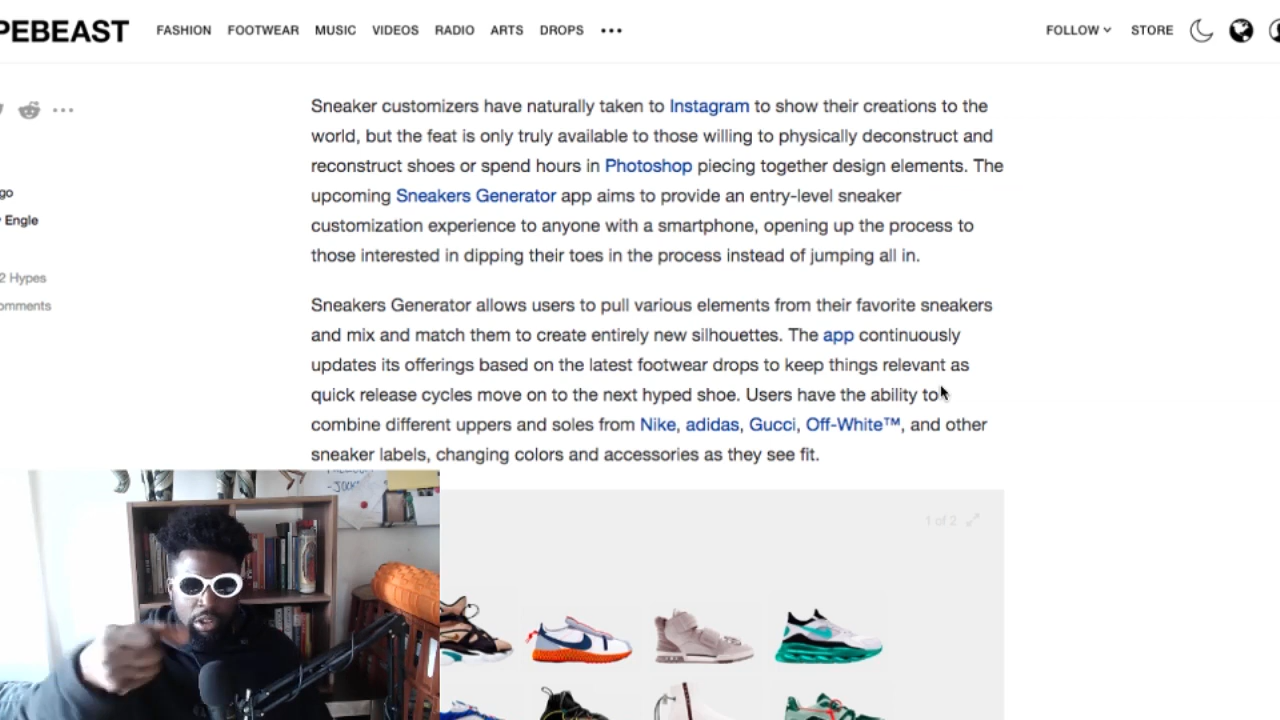 PEBEAST FASHION FOOTWEAR MUSIC VIDEOS RADIO ARTS DROPS ••• FOLLOW STORE
Sneaker customizers have naturally taken to Instagram to show their creations to the
world, but the feat is only truly available to those willing to physically deconstruct and
reconstruct shoes or spend hours in Photoshop piecing together design elements. The
upcoming Sneakers Generator app aims to provide an entry-level sneaker
customization experience to anyone with a smartphone, opening up the process to
those interested in dipping their toes in the process instead of jumping all in.
go
Engle
2 Hypes
omments
Sneakers Generator allows users to pull various elements from their favorite sneakers
and mix and match them to create entirely new silhouettes. The app continuously
updates its offerings based on the latest footwear drops to keep things relevant as
quick release cycles move on to the next hyped shoe. Users have the ability to
combine different uppers and soles from Nike, adidas, Gucci, Off-White™, and other
sneaker labels, changing colors and accessories as they see fit.
1 of 2